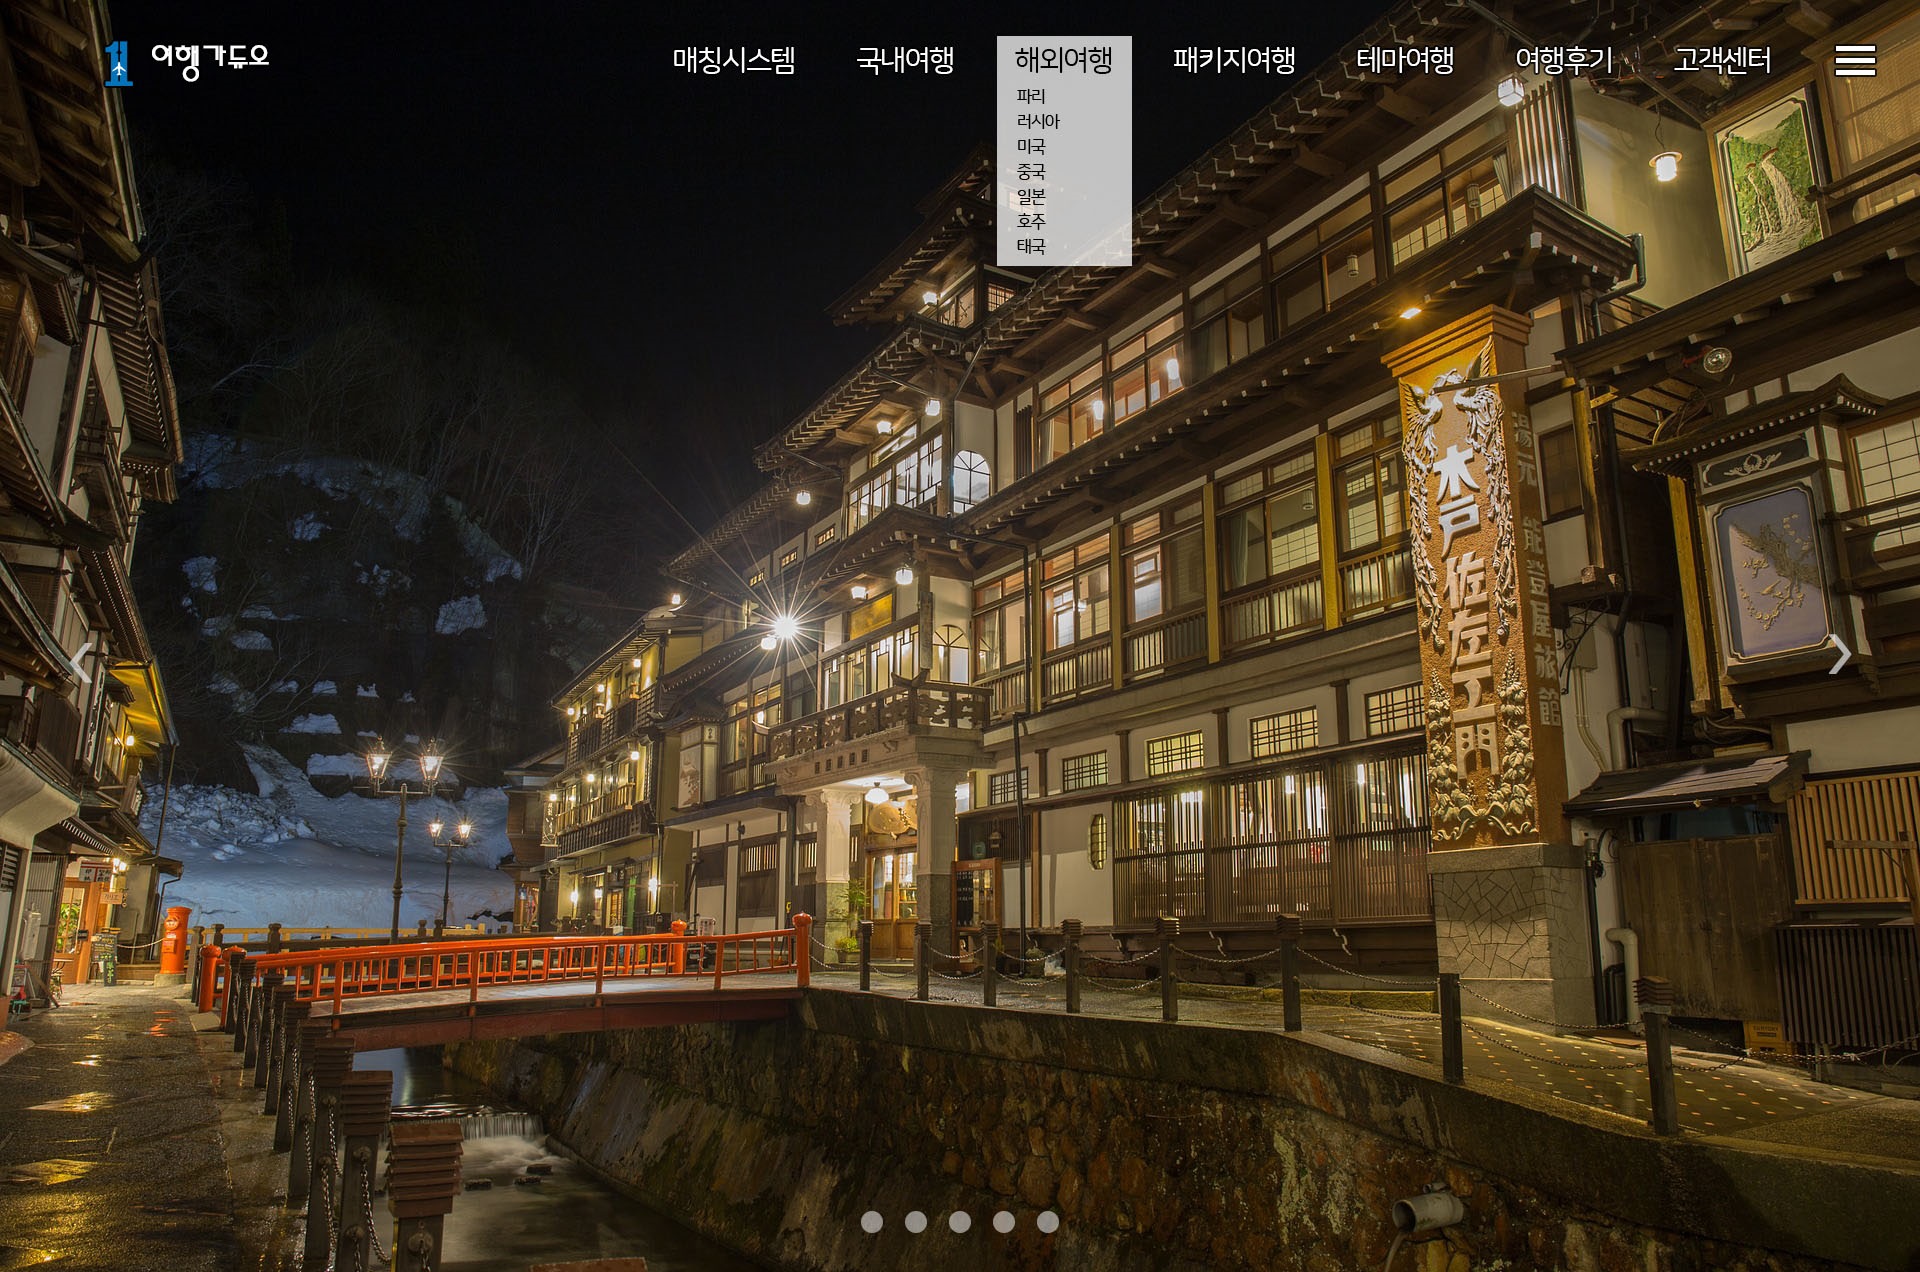 여행가듀오
매칭시스템 국내여행 해외여행 패키지여행 테마여행 여행후기 고객센터
파리
러시아
미국
중국
일본
호주
태국
木戸佐左エ門
湯元 能登屋旅館